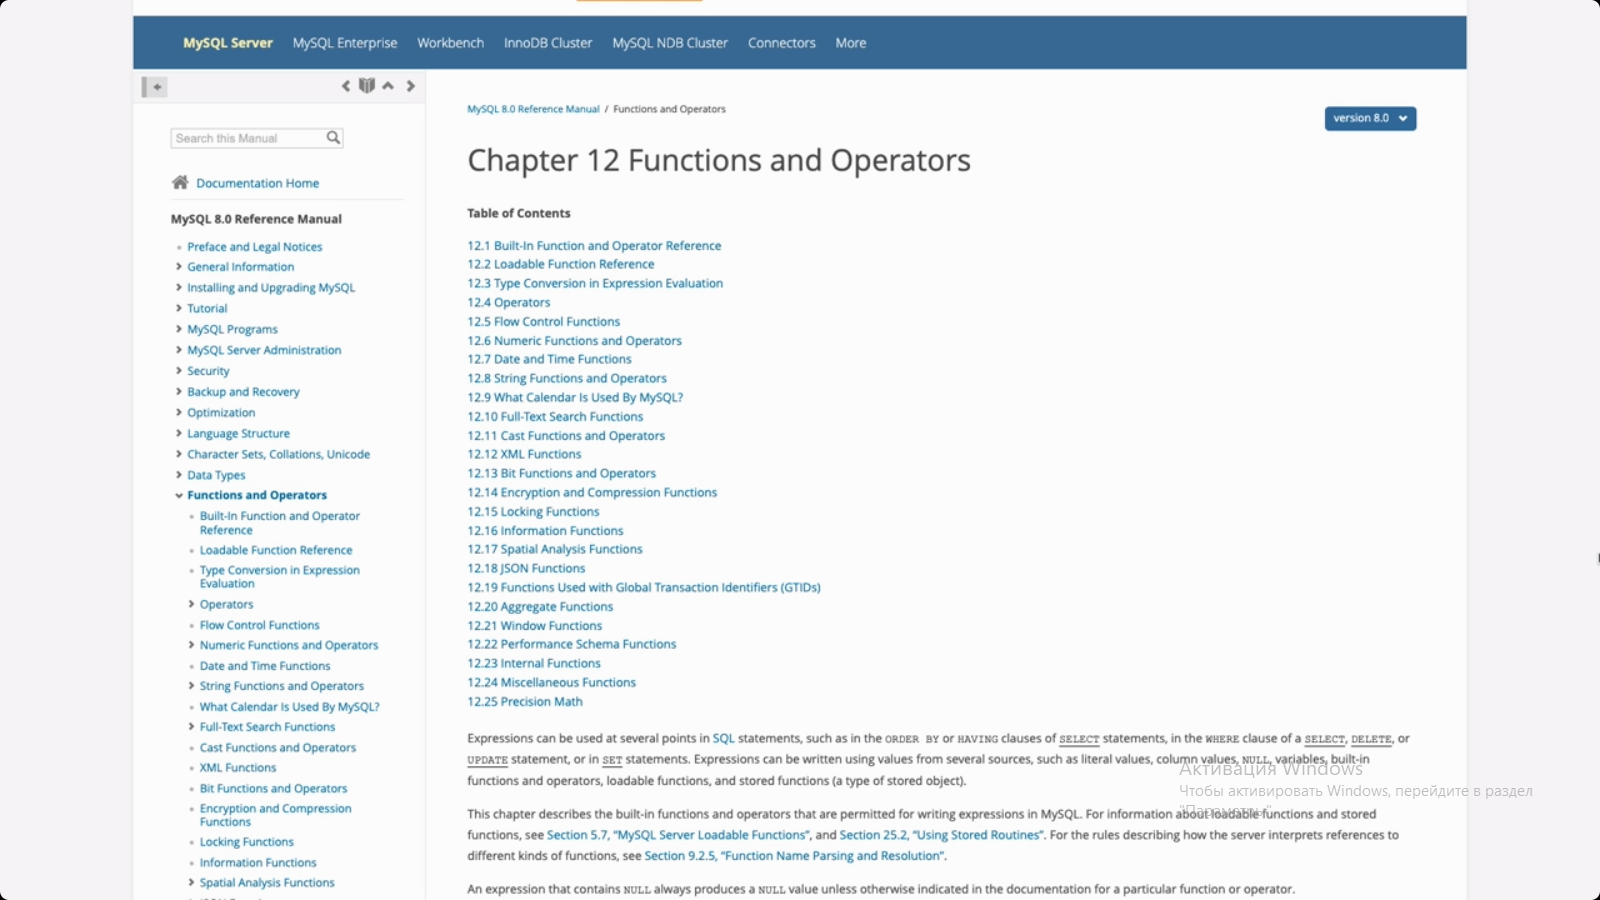 MySQL Server MySQL Enterprise Workbench InnoDB Cluster MySQL NDB Cluster Connectors More
Search this Manual
Documentation Home
MySQL 8.0 Reference Manual
Preface and Legal Notices
General Information
Installing and Upgrading MySQL
Tutorial
MySQL Programs
MySQL Server Administration
Security
Backup and Recovery
Optimization
Language Structure
Character Sets, Collations, Unicode
Data Types
Functions and Operators
Built-In Function and Operator
Reference
Loadable Function Reference
Type Conversion in Expression
Evaluation
Operators
Flow Control Functions
Numeric Functions and Operators
Date and Time Functions
String Functions and Operators
What Calendar Is Used By MySQL?
Full-Text Search Functions
Cast Functions and Operators
XML Functions
Bit Functions and Operators
Encryption and Compression
Functions
Locking Functions
Information Functions
Spatial Analysis Functions
MySQL 8.0 Reference Manual / Functions and Operators
version 8.0
Chapter 12 Functions and Operators
Table of Contents
12.1 Built-In Function and Operator Reference
12.2 Loadable Function Reference
12.3 Type Conversion in Expression Evaluation
12.4 Operators
12.5 Flow Control Functions
12.6 Numeric Functions and Operators
12.7 Date and Time Functions
12.8 String Functions and Operators
12.9 What Calendar Is Used By MySQL?
12.10 Full-Text Search Functions
12.11 Cast Functions and Operators
12.12 XML Functions
12.13 Bit Functions and Operators
12.14 Encryption and Compression Functions
12.15 Locking Functions
12.16 Information Functions
12.17 Spatial Analysis Functions
12.18 JSON Functions
12.19 Functions Used with Global Transaction Identifiers (GTIDs)
12.20 Aggregate Functions
12.21 Window Functions
12.22 Performance Schema Functions
12.23 Internal Functions
12.24 Miscellaneous Functions
12.25 Precision Math
Expressions can be used at several points in SQL statements, such as in the ORDER BY or HAVING clauses of SELECT statements, in the WHERE clause of a SELECT, DELETE, or
UPDATE statement, or in SET statements. Expressions can be written using values from several sources, such as literal values, column values, NULL, variables, built-in
functions and operators, loadable functions, and stored functions (a type of stored object).
This chapter describes the built-in functions and operators that are permitted for writing expressions in MySQL. For information about loadable functions and stored
functions, see Section 5.7, “MySQL Server Loadable Functions”, and Section 25.2, “Using Stored Routines”. For the rules describing how the server interprets references to
different kinds of functions, see Section 9.2.5, “Function Name Parsing and Resolution”.
An expression that contains NULL always produces a NULL value unless otherwise indicated in the documentation for a particular function or operator.
Активация Windows
Чтобы активировать Windows, перейдите в раздел
"Параметры".